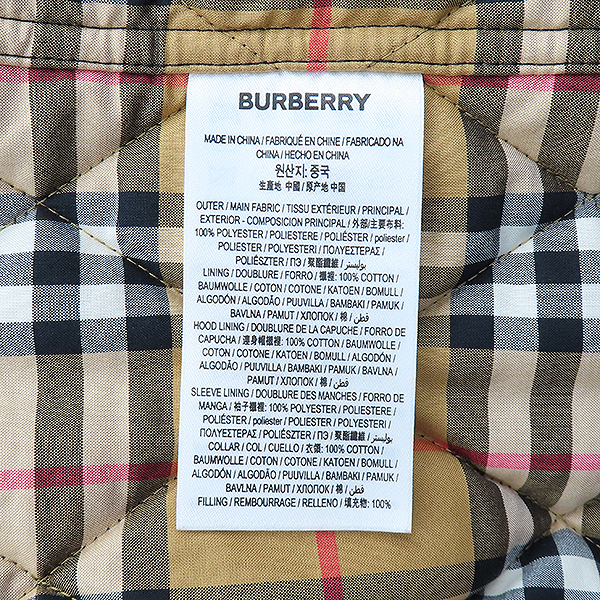 BURBERRY
MADE IN CHINA / FABRIQUÉ EN CHINE / FABRICADO NA
CHINA / HECHO EN CHINA
원산지: 중국
生產地 中國 / 原产地 中国
OUTER / MAIN FABRIC / TISSU EXTÉRIEUR / PRINCIPAL /
EXTERIOR - COMPOSICION PRINCIPAL / 外部/主要布料:
100% POLYESTER / POLIESTERE / POLIÉSTER / poliester /
POLYESTER / POLYESTERI / ΠΟΛΥΕΣΤΕΡΑΣ /
POLIÉSZTER / ПЭ / 聚酯纖維 / بوليستر
LINING / DOUBLURE / FORRO / 襯裡: 100% COTTON /
BAUMWOLLE / COTON / COTONE / KATOEN / BOMULL /
ALGODÓN / ALGODÃO / PUUVILLA / BAMBAKI / PAMUK /
BAVLNA / PAMUT / ХЛОПОК / 棉 / قطن
HOOD LINING / DOUBLURE DE LA CAPUCHE / FORRO DE
CAPUCHA / 連身帽襯裡: 100% COTTON / BAUMWOLLE /
COTON / COTONE / KATOEN / BOMULL / ALGODÓN /
ALGODÃO / PUUVILLA / BAMBAKI / PAMUK / BAVLNA /
PAMUT / ХЛОПОК / 棉 / قطن
SLEEVE LINING / DOUBLURE DES MANCHES / FORRO DE
MANGA / 袖子襯裡: 100% POLYESTER / POLIESTERE /
POLIÉSTER / poliester / POLYESTER / POLYESTERI /
ΠΟΛΥΕΣΤΕΡΑΣ / POLIÉSZTER / ПЭ / 聚酯纖維 / بوليستر
COLLAR / COL / CUELLO / 衣領: 100% COTTON /
BAUMWOLLE / COTON / COTONE / KATOEN / BOMULL /
ALGODÓN / ALGODÃO / PUUVILLA / BAMBAKI / PAMUK /
BAVLNA / PAMUT / ХЛОПОК / 棉 / قطن
FILLING / REMBOURRAGE / RELLENO / 填充物: 100%